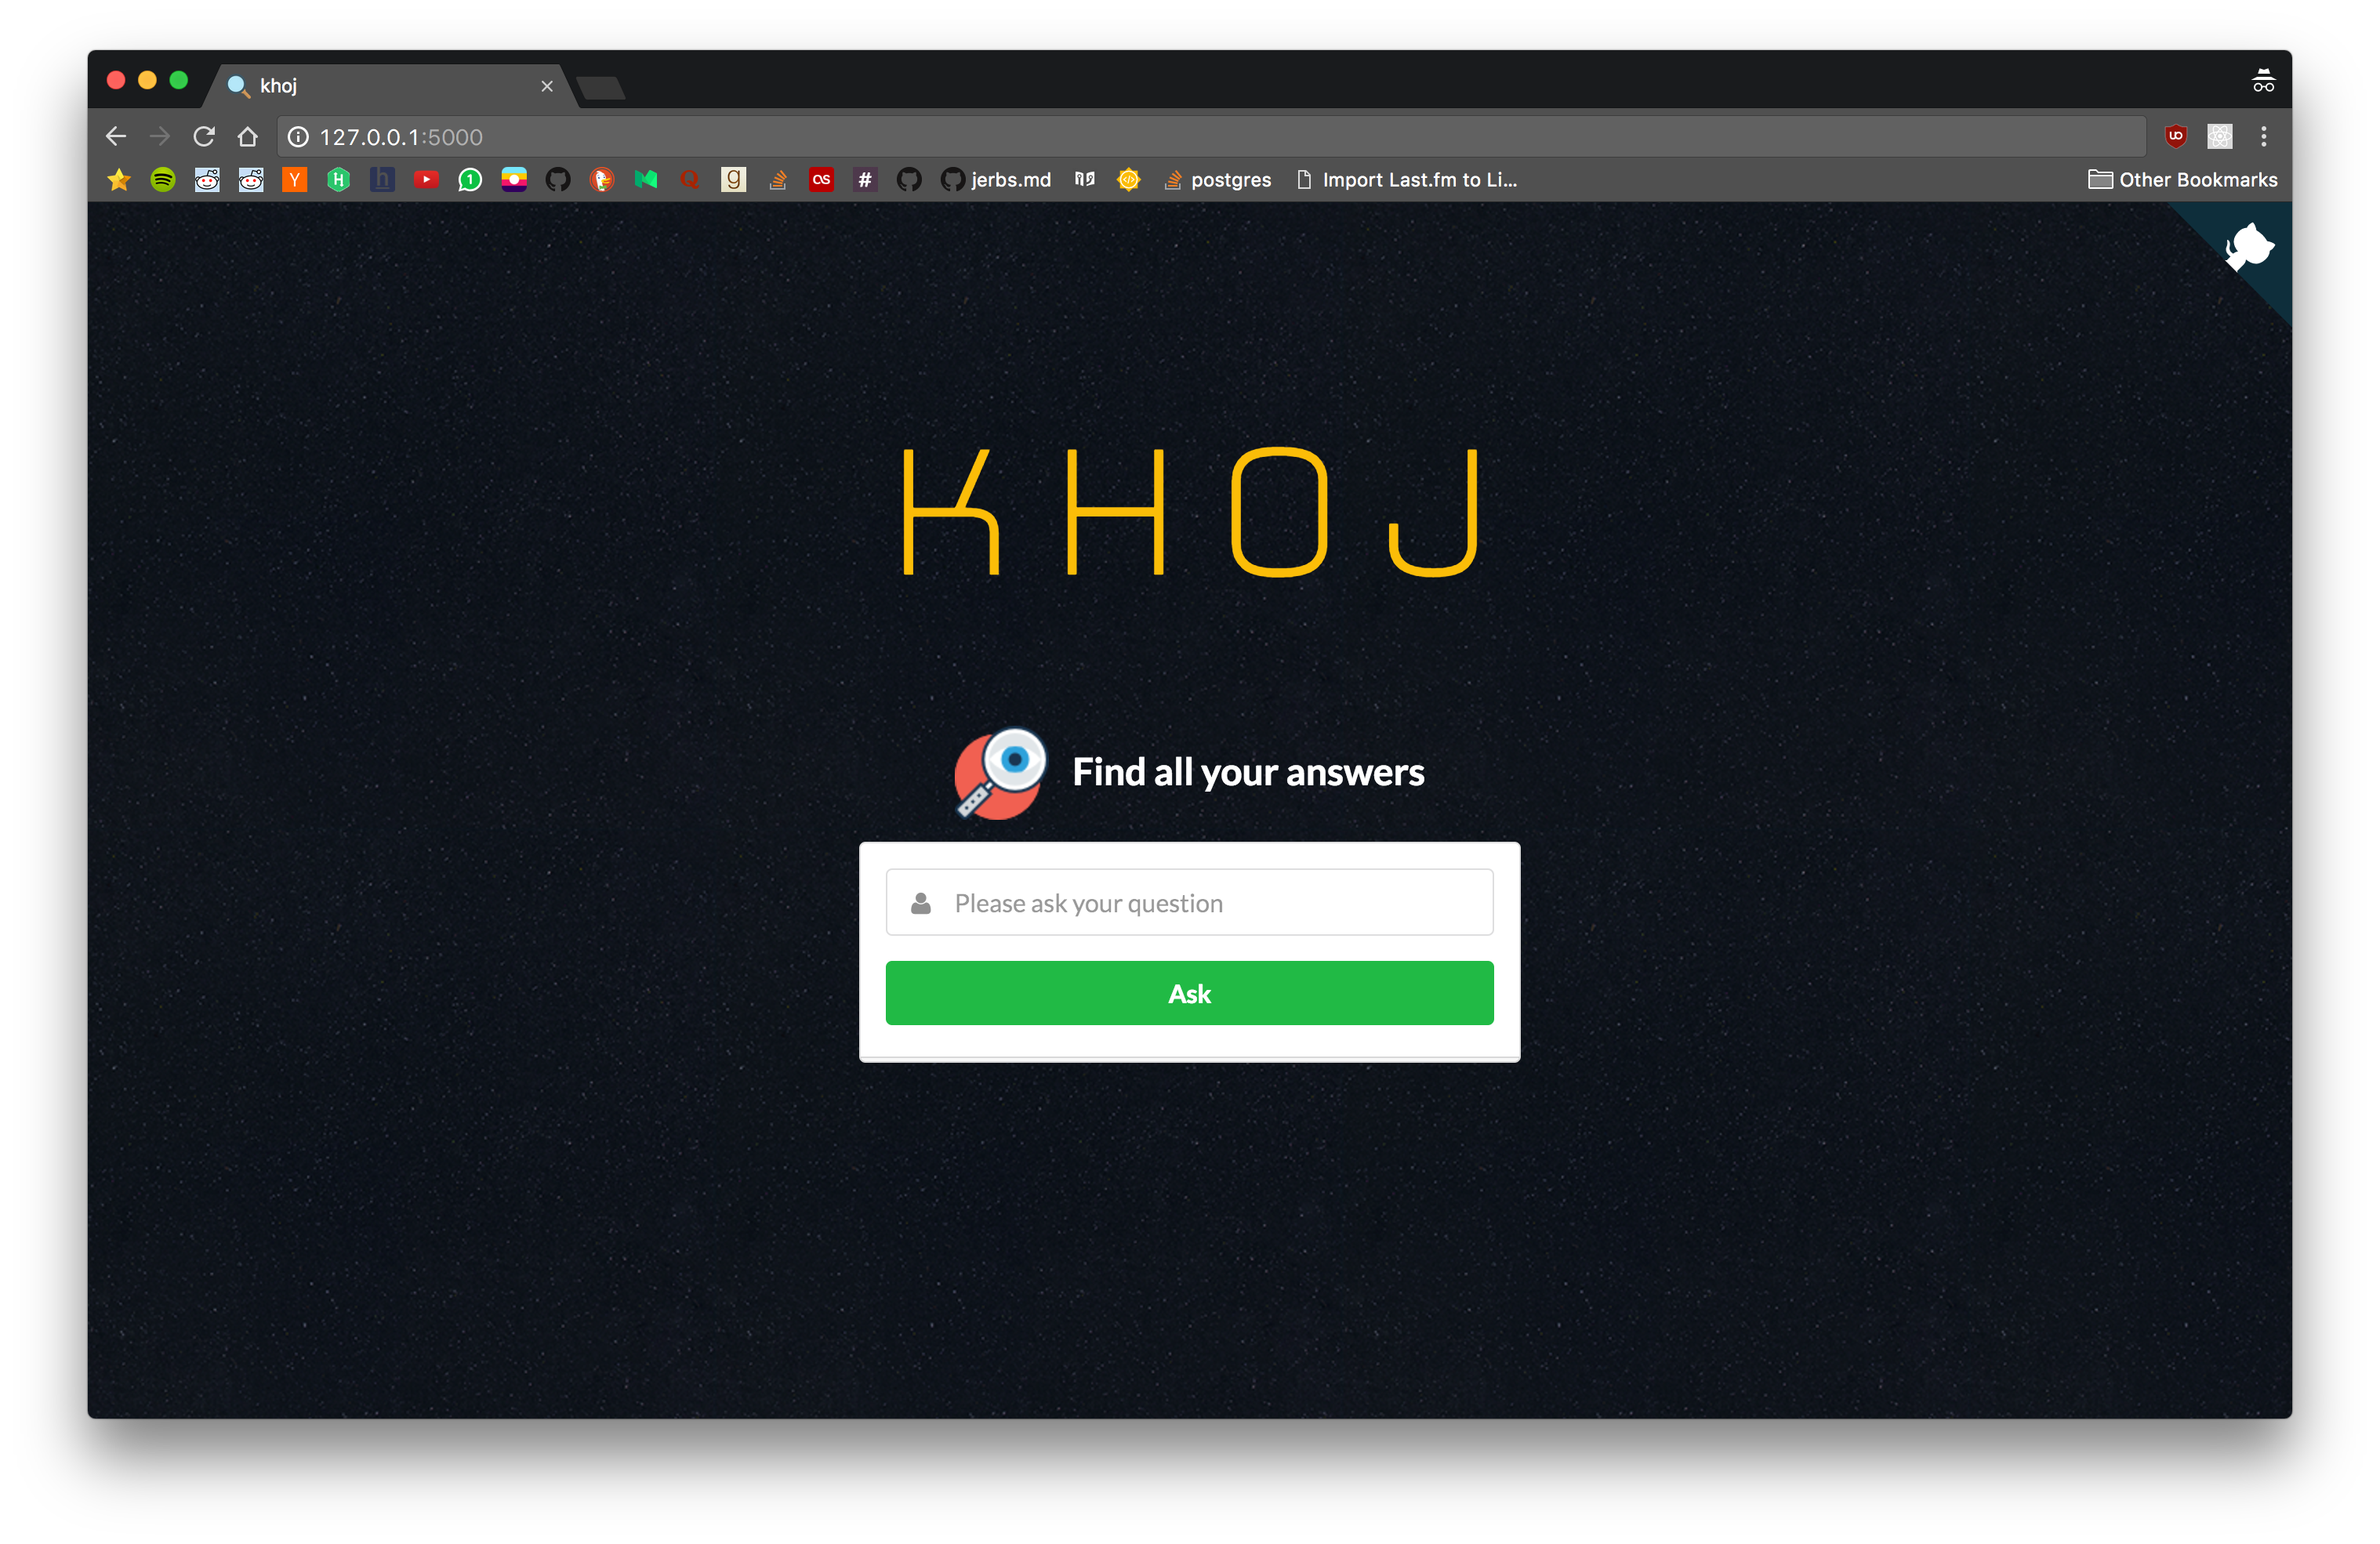 khoj
127.0.0.1:5000
jerbs.md
postgres
Import Last.fm to Li...
Other Bookmarks
KHOJ
Find all your answers
Please ask your question
Ask